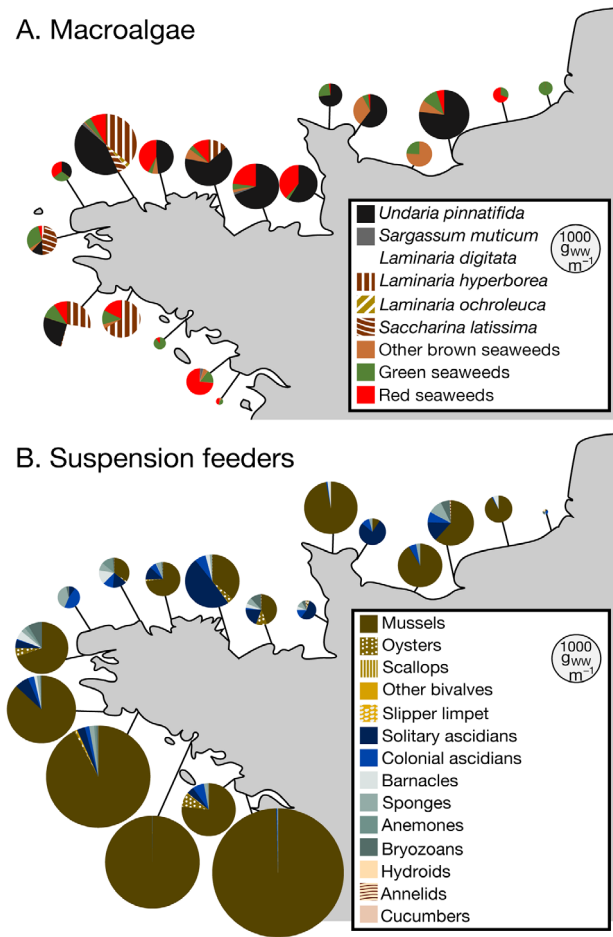 A. Macroalgae
Undaria pinnatifida
Sargassum muticum
Laminaria digitata
Laminaria hyperborea
Laminaria ochroleuca
Saccharina latissima
Other brown seaweeds
Green seaweeds
Red seaweeds
1000
gww
m⁻¹
B. Suspension feeders
Mussels
Oysters
Scallops
Other bivalves
Slipper limpet
Solitary ascidians
Colonial ascidians
Barnacles
Sponges
Anemones
Bryozoans
Hydroids
Annelids
Cucumbers
1000
gww
m⁻¹